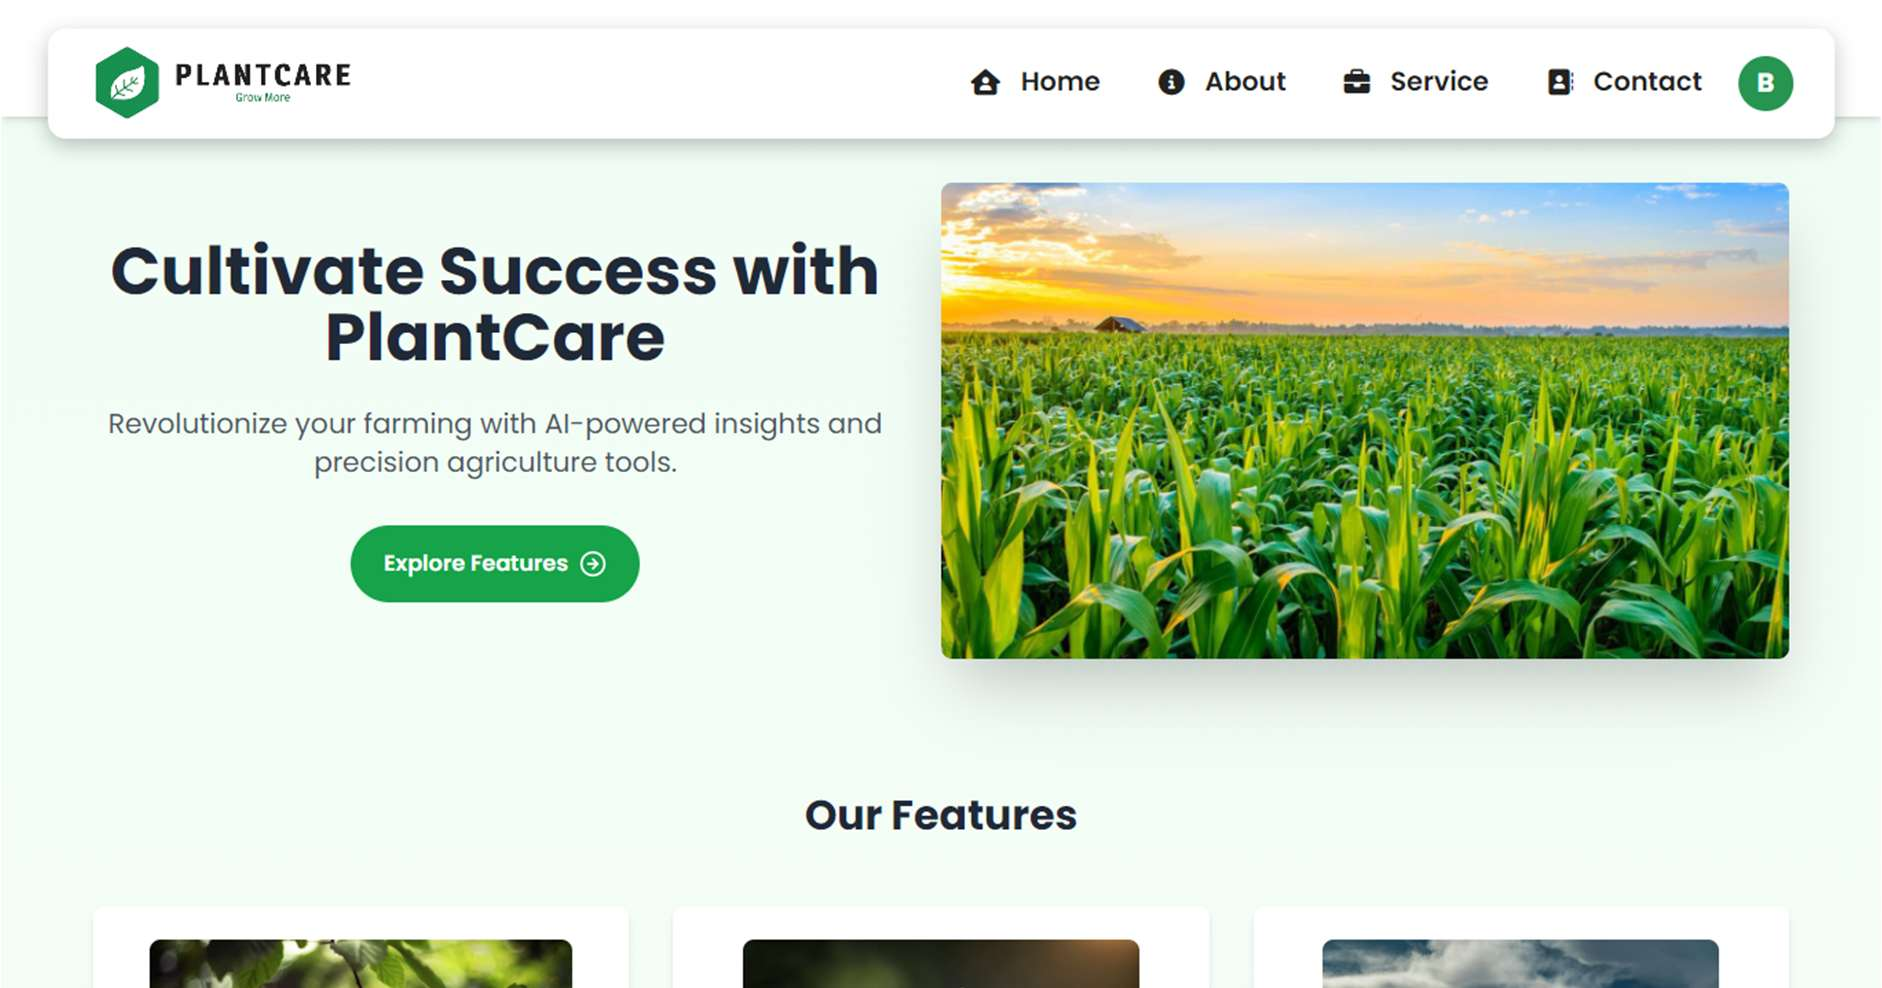 PLANTCARE
Grow More
Home
About
Service
Contact
B
Cultivate Success with
PlantCare
Revolutionize your farming with AI-powered insights and
precision agriculture tools.
Explore Features
Our Features